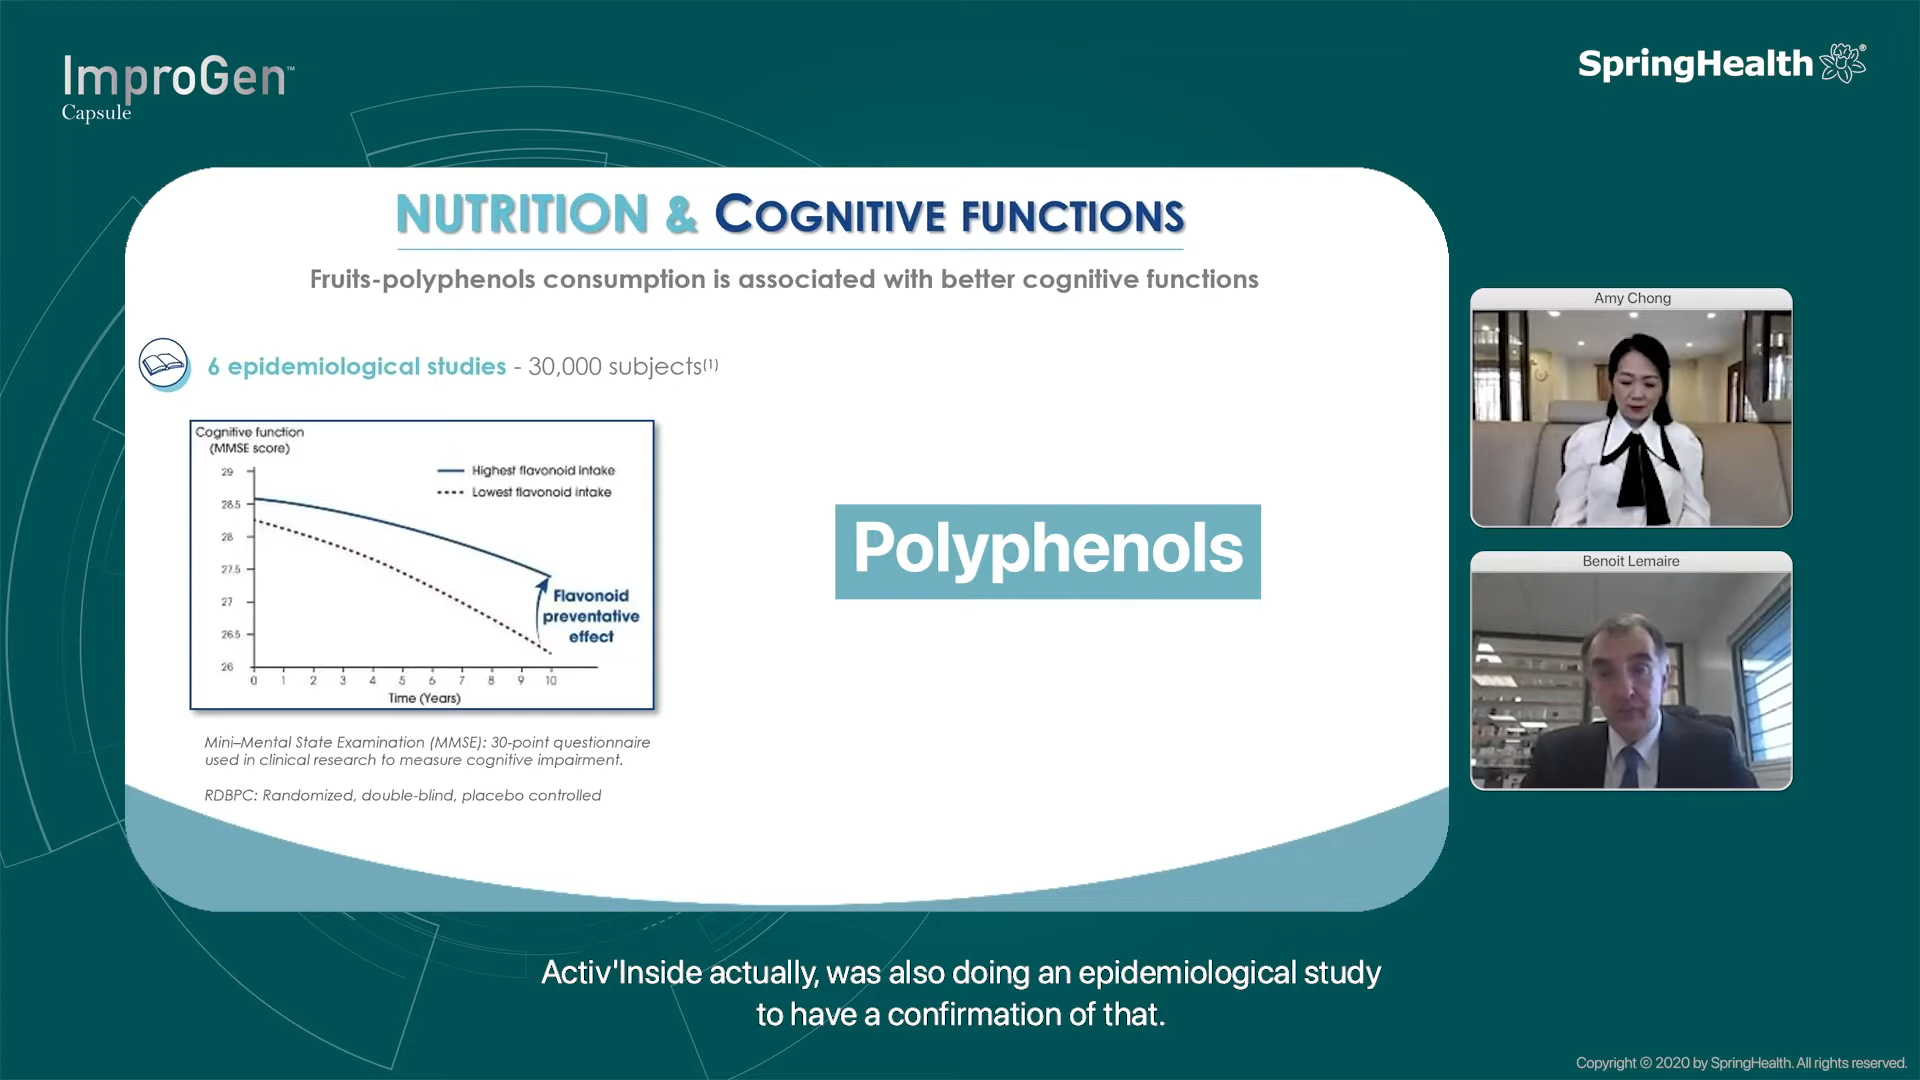 ImproGen™
Capsule
SpringHealth®
NUTRITION & COGNITIVE FUNCTIONS
Fruits-polyphenols consumption is associated with better cognitive functions
6 epidemiological studies - 30,000 subjects(1)
Cognitive function
(MMSE score)
29
28.5
28
27.5
27
26.5
26
Highest flavonoid intake
Lowest flavonoid intake
Flavonoid
preventative
effect
0 1 2 3 4 5 6 7 8 9 10
Time (Years)
Mini–Mental State Examination (MMSE): 30-point questionnaire
used in clinical research to measure cognitive impairment.
RDBPC: Randomized, double-blind, placebo controlled
Polyphenols
Amy Chong
Benoit Lemaire
Activ'Inside actually, was also doing an epidemiological study
to have a confirmation of that.
Copyright © 2020 by SpringHealth. All rights reserved.